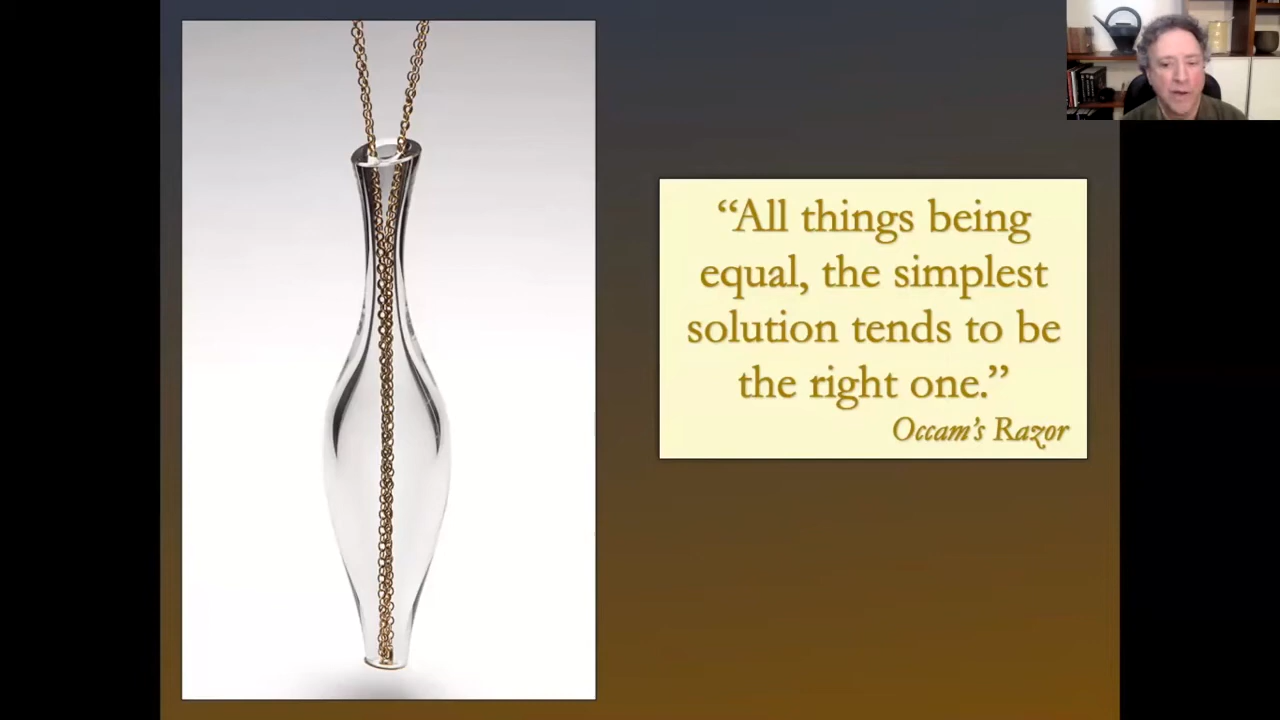 “All things being
equal, the simplest
solution tends to be
the right one.”
Occam’s Razor